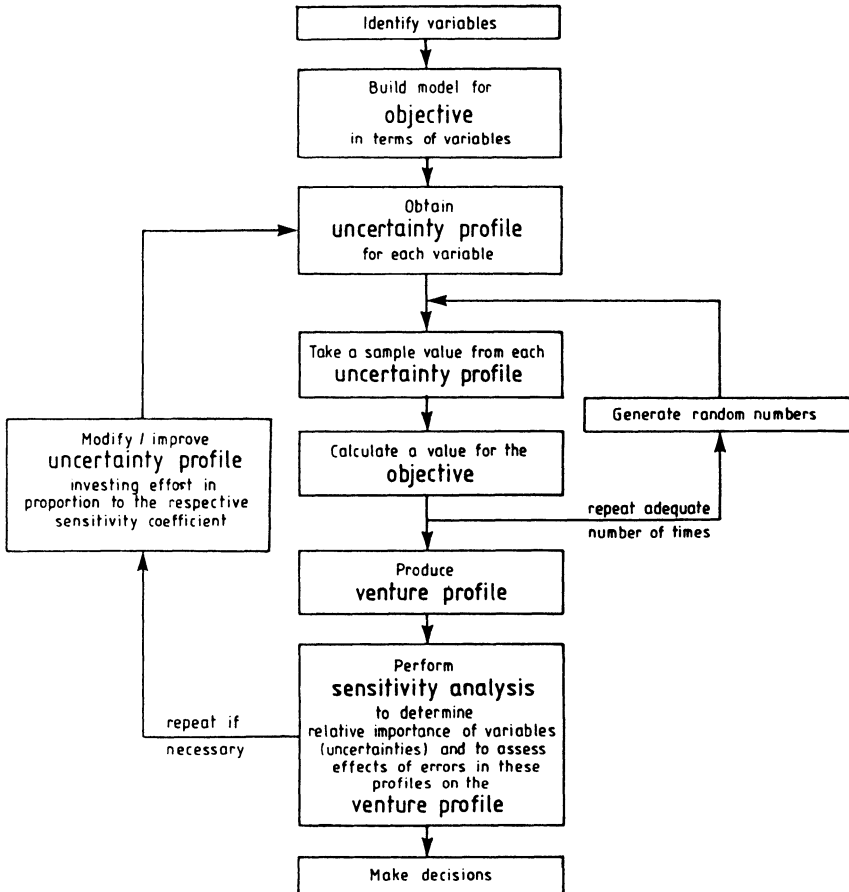 Identify variables
Build model for
objective
in terms of variables
Obtain
uncertainty profile
for each variable
Take a sample value from each
uncertainty profile
Generate random numbers
Modify / improve
uncertainty profile
investing effort in
proportion to the respective
sensitivity coefficient
Calculate a value for the
objective
repeat adequate
number of times
Produce
venture profile
Perform
sensitivity analysis
to determine
relative importance of variables
(uncertainties) and to assess
effects of errors in these
profiles on the
venture profile
repeat if
necessary
Make decisions